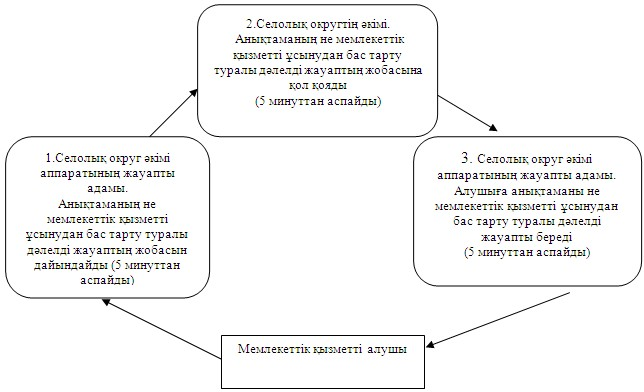 2.Селолық округтің әкімі.
Анықтаманың не мемлекеттік
қызметті ұсынудан бас тарту
туралы дәлелді жауаптың жобасына
қол қояды
(5 минуттан аспайды)
1.Селолық округ әкімі
аппаратының жауапты
адамы.
Анықтаманың не
мемлекеттік қызметті
ұсынудан бас тарту туралы
дәлелді жауаптың жобасын
дайындайды (5 минуттан
аспайды)
3. Селолық округ әкімі
аппаратының жауапты адамы.
Алушыға анықтаманы не
мемлекеттік қызметті ұсынудан
бас тарту туралы дәлелді
жауапты береді
(5 минуттан аспайды)
Мемлекеттік қызметті алушы